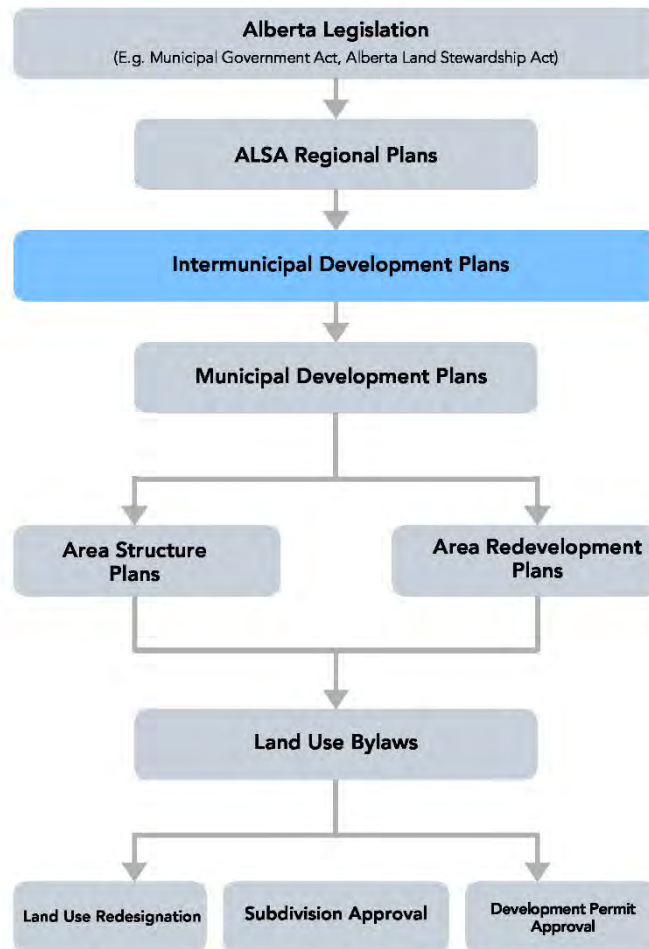 Alberta Legislation
(E.g. Municipal Government Act, Alberta Land Stewardship Act)
ALSA Regional Plans
Intermunicipal Development Plans
Municipal Development Plans
Area Structure
Plans
Area Redevelopment
Plans
Land Use Bylaws
Land Use Redesignation
Subdivision Approval
Development Permit
Approval